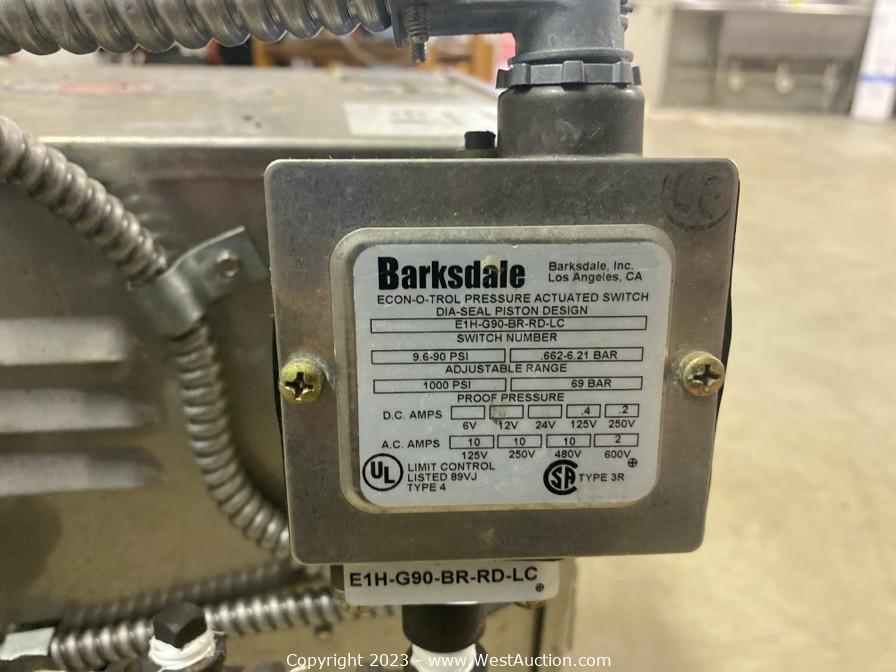 Barksdale
Barksdale, Inc.
Los Angeles, CA
ECON-O-TROL PRESSURE ACTUATED SWITCH
DIA-SEAL PISTON DESIGN
E1H-G90-BR-RD-LC
SWITCH NUMBER
9.6-90 PSI .662-6.21 BAR
ADJUSTABLE RANGE
1000 PSI 69 BAR
PROOF PRESSURE
D.C. AMPS .4 .2
6V 12V 24V 125V 250V
A.C. AMPS 10 10 10 2
125V 250V 480V 600V
UL LIMIT CONTROL
LISTED 89VJ
TYPE 4
SA TYPE 3R
E1H-G90-BR-RD-LC
Copyright 2023 - www.WestAuction.com